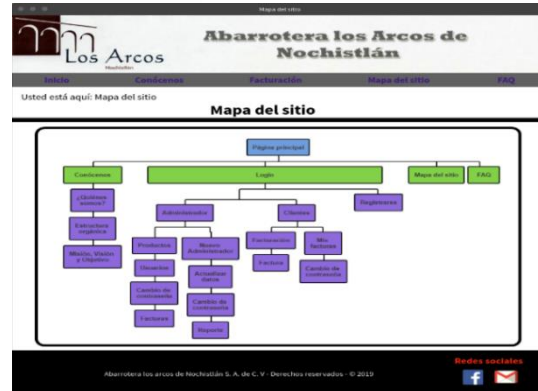 Mapa del sitio
Los Arcos
Nochistlán
Abarrotera los Arcos de
Nochistlán
Inicio Conócenos Facturación Mapa del sitio FAQ
Usted está aquí: Mapa del sitio
Mapa del sitio
Página principal
Conócenos Login Mapa del sitio FAQ
¿Quiénes
somos?
Estructura
orgánica
Misión, Visión
y Objetivo
Administrador Clientes Registrarse
Productos
Usuarios
Cambio de
contraseña
Facturas
Nuevo
Administrador
Actualizar
datos
Cambio de
contraseña
Reporte
Facturación
Factura
Mis
facturas
Cambio de
contraseña
Redes sociales
Abarrotera los arcos de Nochistlán S. A. de C. V - Derechos reservados - © 2019